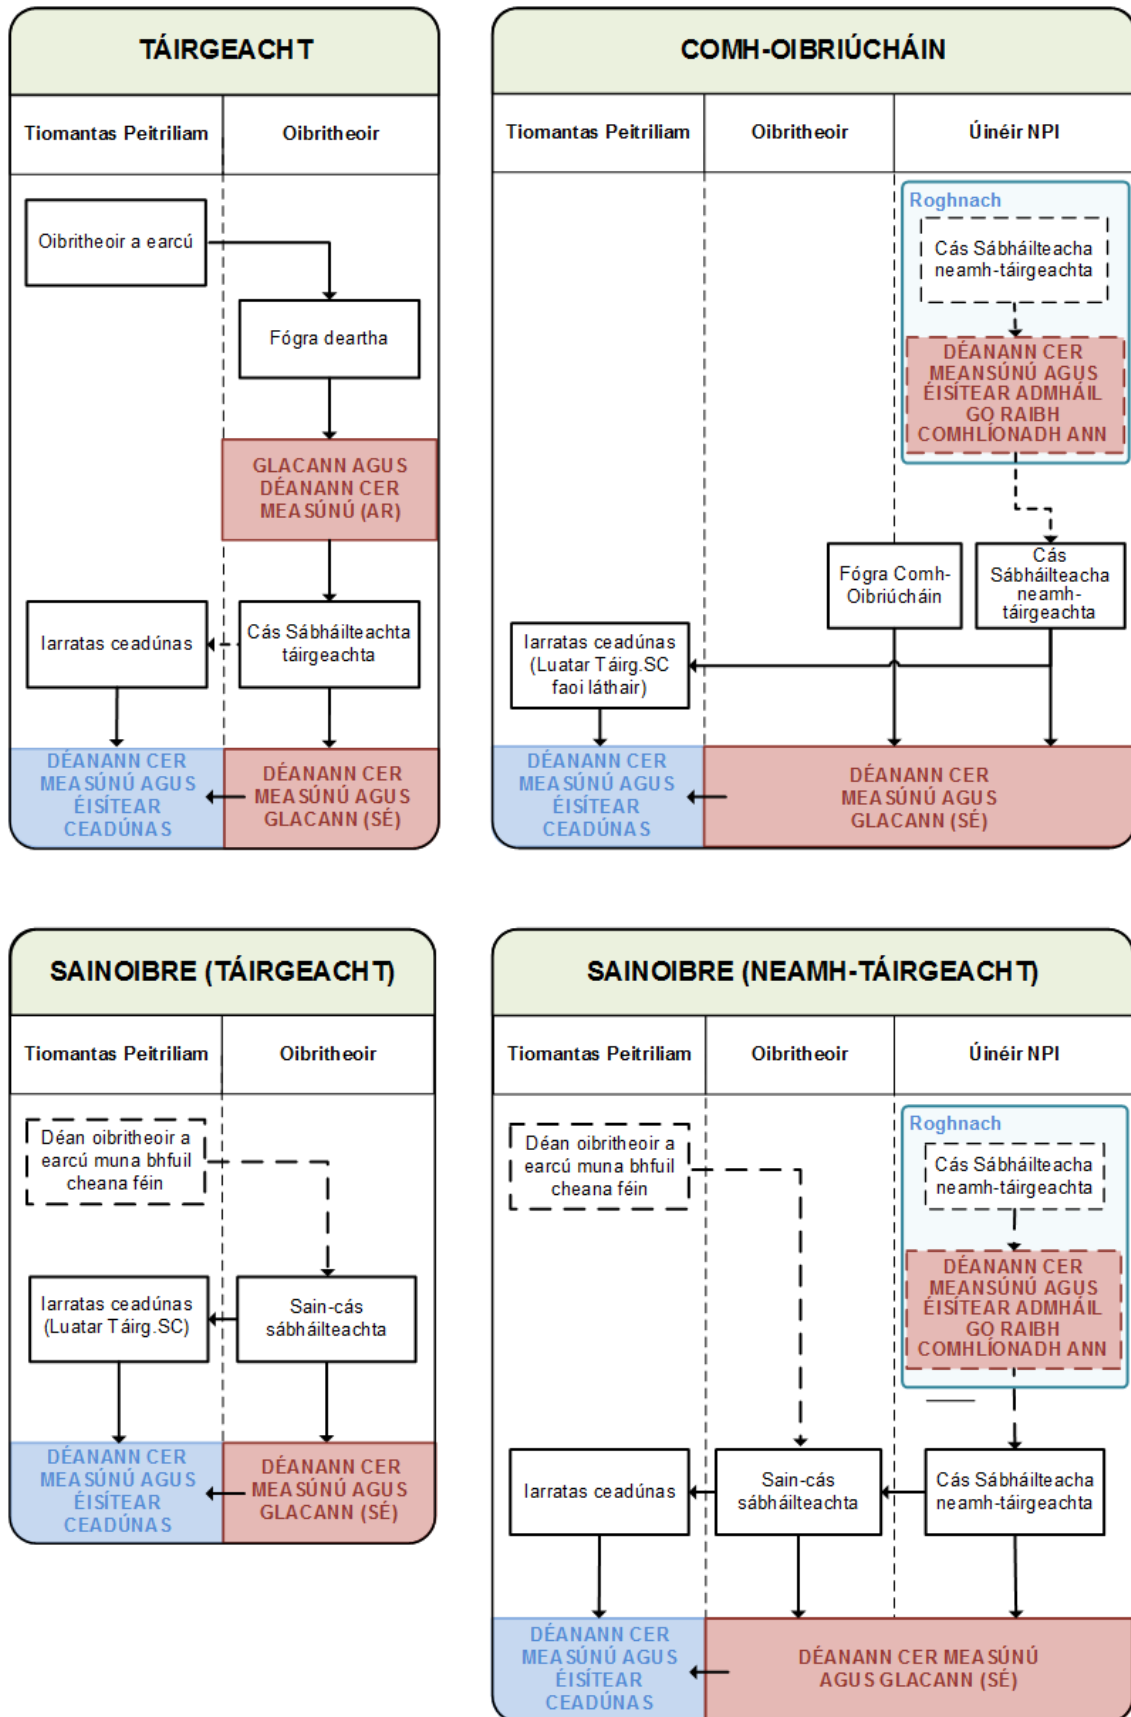 TÁIRGEACHT
Tiomantas Peitriliam
Oibritheoir
Oibritheoir a earcú
Fógra deartha
GLACANN AGUS
DÉANANN CER
MEASÚNÚ (AR)
Iarratas ceadúnas
Cás Sábháilteachta
táirgeachta
DÉANANN CER
MEASÚNÚ AGUS
ÉISÍTEAR
CEADÚNAS
DÉANANN CER
MEASÚNÚ AGUS
GLACANN (SÉ)
COMH-OIBRIÚCHÁIN
Tiomantas Peitriliam
Oibritheoir
Úinéir NPI
Roghnach
Cás Sábháilteacha
neamh-táirgeachta
DÉANANN CER
MEANSÚNÚ AGUS
ÉISÍTEAR ADMHÁIL
GO RAIBH
COMHLÍONADH ANN
Fógra Comh-
Oibriúcháin
Cás
Sábháilteacha
neamh-
táirgeachta
Iarratas ceadúnas
(Luatar Táirg.SC
faoi láthair)
DÉANANN CER
MEASÚNÚ AGUS
ÉISÍTEAR
CEADÚNAS
DÉANANN CER
MEASÚNÚ AGUS
GLACANN (SÉ)
SAINOIBRE (TÁIRGEACHT)
Tiomantas Peitriliam
Oibritheoir
Déan oibritheoir a
earcú muna bhfuil
cheana féin
Iarratas ceadúnas
(Luatar Táirg.SC)
Sain-cás
sábháilteachta
DÉANANN CER
MEASÚNÚ AGUS
ÉISÍTEAR
CEADÚNAS
DÉANANN CER
MEASÚNÚ AGUS
GLACANN (SÉ)
SAINOIBRE (NEAMH-TÁIRGEACHT)
Tiomantas Peitriliam
Oibritheoir
Úinéir NPI
Déan oibritheoir a
earcú muna bhfuil
cheana féin
Roghnach
Cás Sábháilteacha
neamh-táirgeachta
DÉANANN CER
MEANSÚNÚ AGUS
ÉISÍTEAR ADMHÁIL
GO RAIBH
COMHLÍONADH ANN
Iarratas ceadúnas
Sain-cás
sábháilteachta
Cás Sábháilteacha
neamh-táirgeachta
DÉANANN CER
MEASÚNÚ AGUS
ÉISÍTEAR
CEADÚNAS
DÉANANN CER MEASÚNÚ
AGUS GLACANN (SÉ)